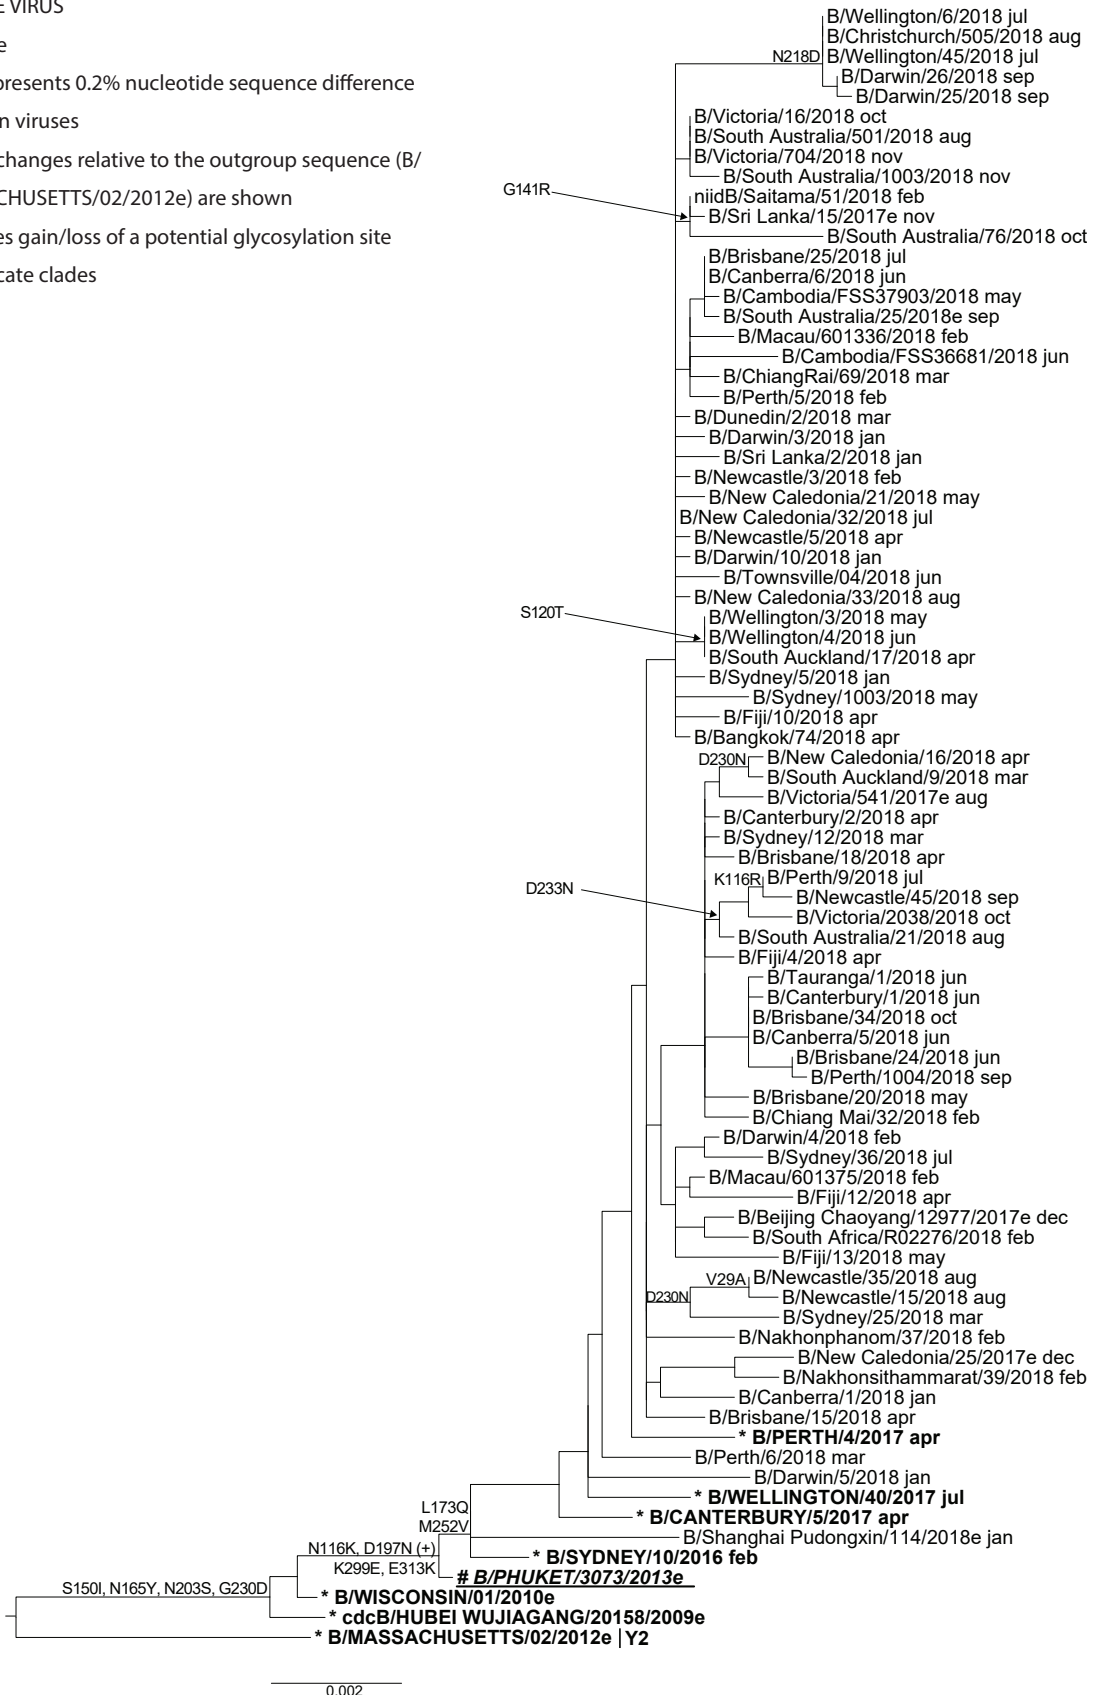 E VIRUS
e
presents 0.2% nucleotide sequence difference
n viruses
changes relative to the outgroup sequence (B/
CHUSETTS/02/2012e) are shown
es gain/loss of a potential glycosylation site
cate clades
B/Wellington/6/2018 jul
B/Christchurch/505/2018 aug
N218D B/Wellington/45/2018 jul
B/Darwin/26/2018 sep
B/Darwin/25/2018 sep
B/Victoria/16/2018 oct
B/South Australia/501/2018 aug
B/Victoria/704/2018 nov
B/South Australia/1003/2018 nov
G141R niidB/Saitama/51/2018 feb
B/Sri Lanka/15/2017e nov
B/South Australia/76/2018 oct
B/Brisbane/25/2018 jul
B/Canberra/6/2018 jun
B/Cambodia/FSS37903/2018 may
B/South Australia/25/2018e sep
B/Macau/601336/2018 feb
B/Cambodia/FSS36681/2018 jun
B/ChiangRai/69/2018 mar
B/Perth/5/2018 feb
B/Dunedin/2/2018 mar
B/Darwin/3/2018 jan
B/Sri Lanka/2/2018 jan
B/Newcastle/3/2018 feb
B/New Caledonia/21/2018 may
B/New Caledonia/32/2018 jul
B/Newcastle/5/2018 apr
B/Darwin/10/2018 jan
B/Townsville/04/2018 jun
B/New Caledonia/33/2018 aug
S120T B/Wellington/3/2018 may
B/Wellington/4/2018 jun
B/South Auckland/17/2018 apr
B/Sydney/5/2018 jan
B/Sydney/1003/2018 may
B/Fiji/10/2018 apr
B/Bangkok/74/2018 apr
D230N B/New Caledonia/16/2018 apr
B/South Auckland/9/2018 mar
B/Victoria/541/2017e aug
B/Canterbury/2/2018 apr
B/Sydney/12/2018 mar
B/Brisbane/18/2018 apr
K116R B/Perth/9/2018 jul
D233N B/Newcastle/45/2018 sep
B/Victoria/2038/2018 oct
B/South Australia/21/2018 aug
B/Fiji/4/2018 apr
B/Tauranga/1/2018 jun
B/Canterbury/1/2018 jun
B/Brisbane/34/2018 oct
B/Canberra/5/2018 jun
B/Brisbane/24/2018 jun
B/Perth/1004/2018 sep
B/Brisbane/20/2018 may
B/Chiang Mai/32/2018 feb
B/Darwin/4/2018 feb
B/Sydney/36/2018 jul
B/Macau/601375/2018 feb
B/Fiji/12/2018 apr
B/Beijing Chaoyang/12977/2017e dec
B/South Africa/R02276/2018 feb
B/Fiji/13/2018 may
V29A B/Newcastle/35/2018 aug
D230N B/Newcastle/15/2018 aug
B/Sydney/25/2018 mar
B/Nakhonphanom/37/2018 feb
B/New Caledonia/25/2017e dec
B/Nakhonsithammarat/39/2018 feb
B/Canberra/1/2018 jan
B/Brisbane/15/2018 apr
* B/PERTH/4/2017 apr
B/Perth/6/2018 mar
B/Darwin/5/2018 jan
* B/WELLINGTON/40/2017 jul
L173Q
* B/CANTERBURY/5/2017 apr
M252V
B/Shanghai Pudongxin/114/2018e jan
N116K, D197N (+)
* B/SYDNEY/10/2016 feb
K299E, E313K
# B/PHUKET/3073/2013e
S150I, N165Y, N203S, G230D
* B/WISCONSIN/01/2010e
* cdcB/HUBEI WUJIAGANG/20158/2009e
* B/MASSACHUSETTS/02/2012e |Y2
0.002